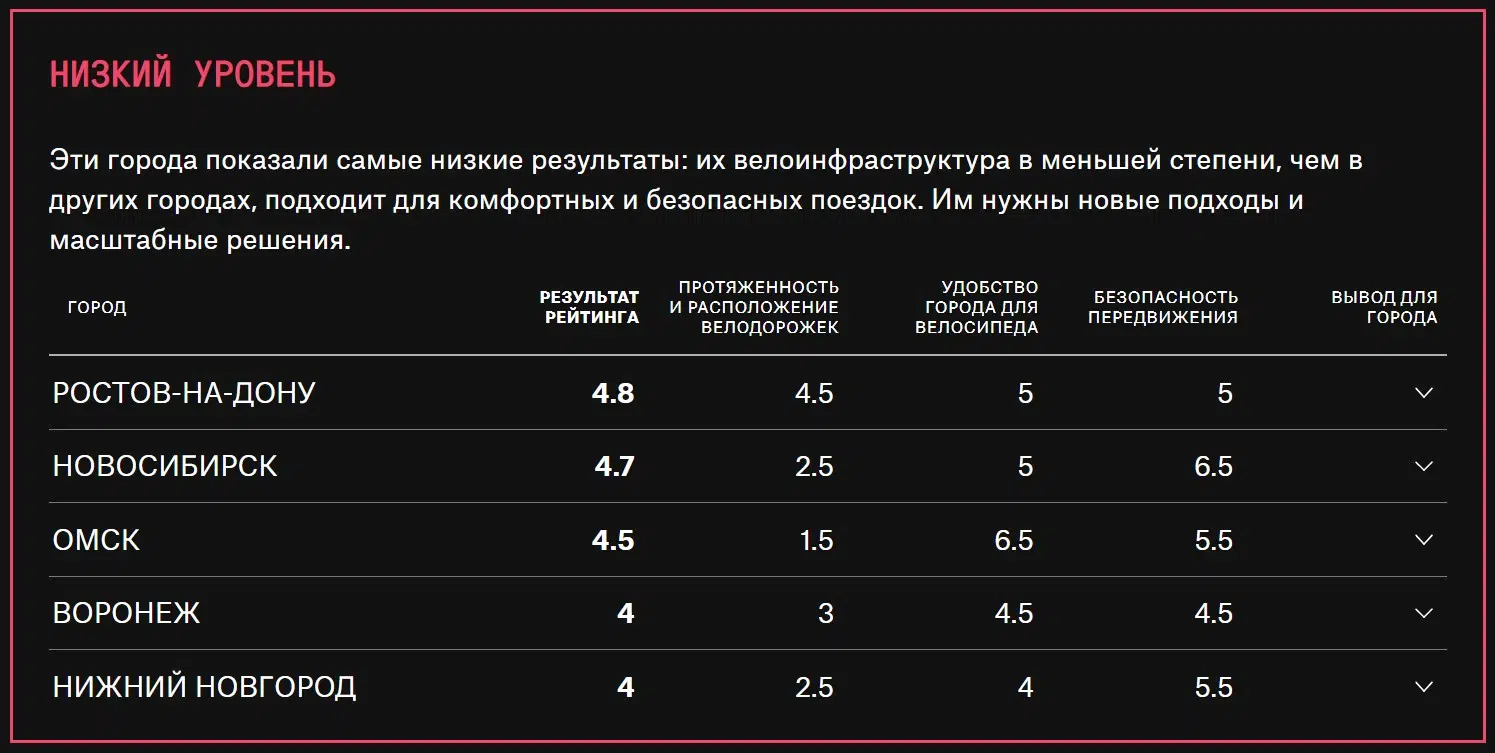 НИЗКИЙ УРОВЕНЬ
Эти города показали самые низкие результаты: их велоинфраструктура в меньшей степени, чем в
других городах, подходит для комфортных и безопасных поездок. Им нужны новые подходы и
масштабные решения.
ГОРОД
РЕЗУЛЬТАТ
РЕЙТИНГА
ПРОТЯЖЕННОСТЬ
И РАСПОЛОЖЕНИЕ
ВЕЛОДОРОЖЕК
УДОБСТВО
ГОРОДА ДЛЯ
ВЕЛОСИПЕДА
БЕЗОПАСНОСТЬ
ПЕРЕДВИЖЕНИЯ
ВЫВОД ДЛЯ
ГОРОДА
РОСТОВ-НА-ДОНУ 4.8 4.5 5 5
НОВОСИБИРСК 4.7 2.5 5 6.5
ОМСК 4.5 1.5 6.5 5.5
ВОРОНЕЖ 4 3 4.5 4.5
НИЖНИЙ НОВГОРОД 4 2.5 4 5.5